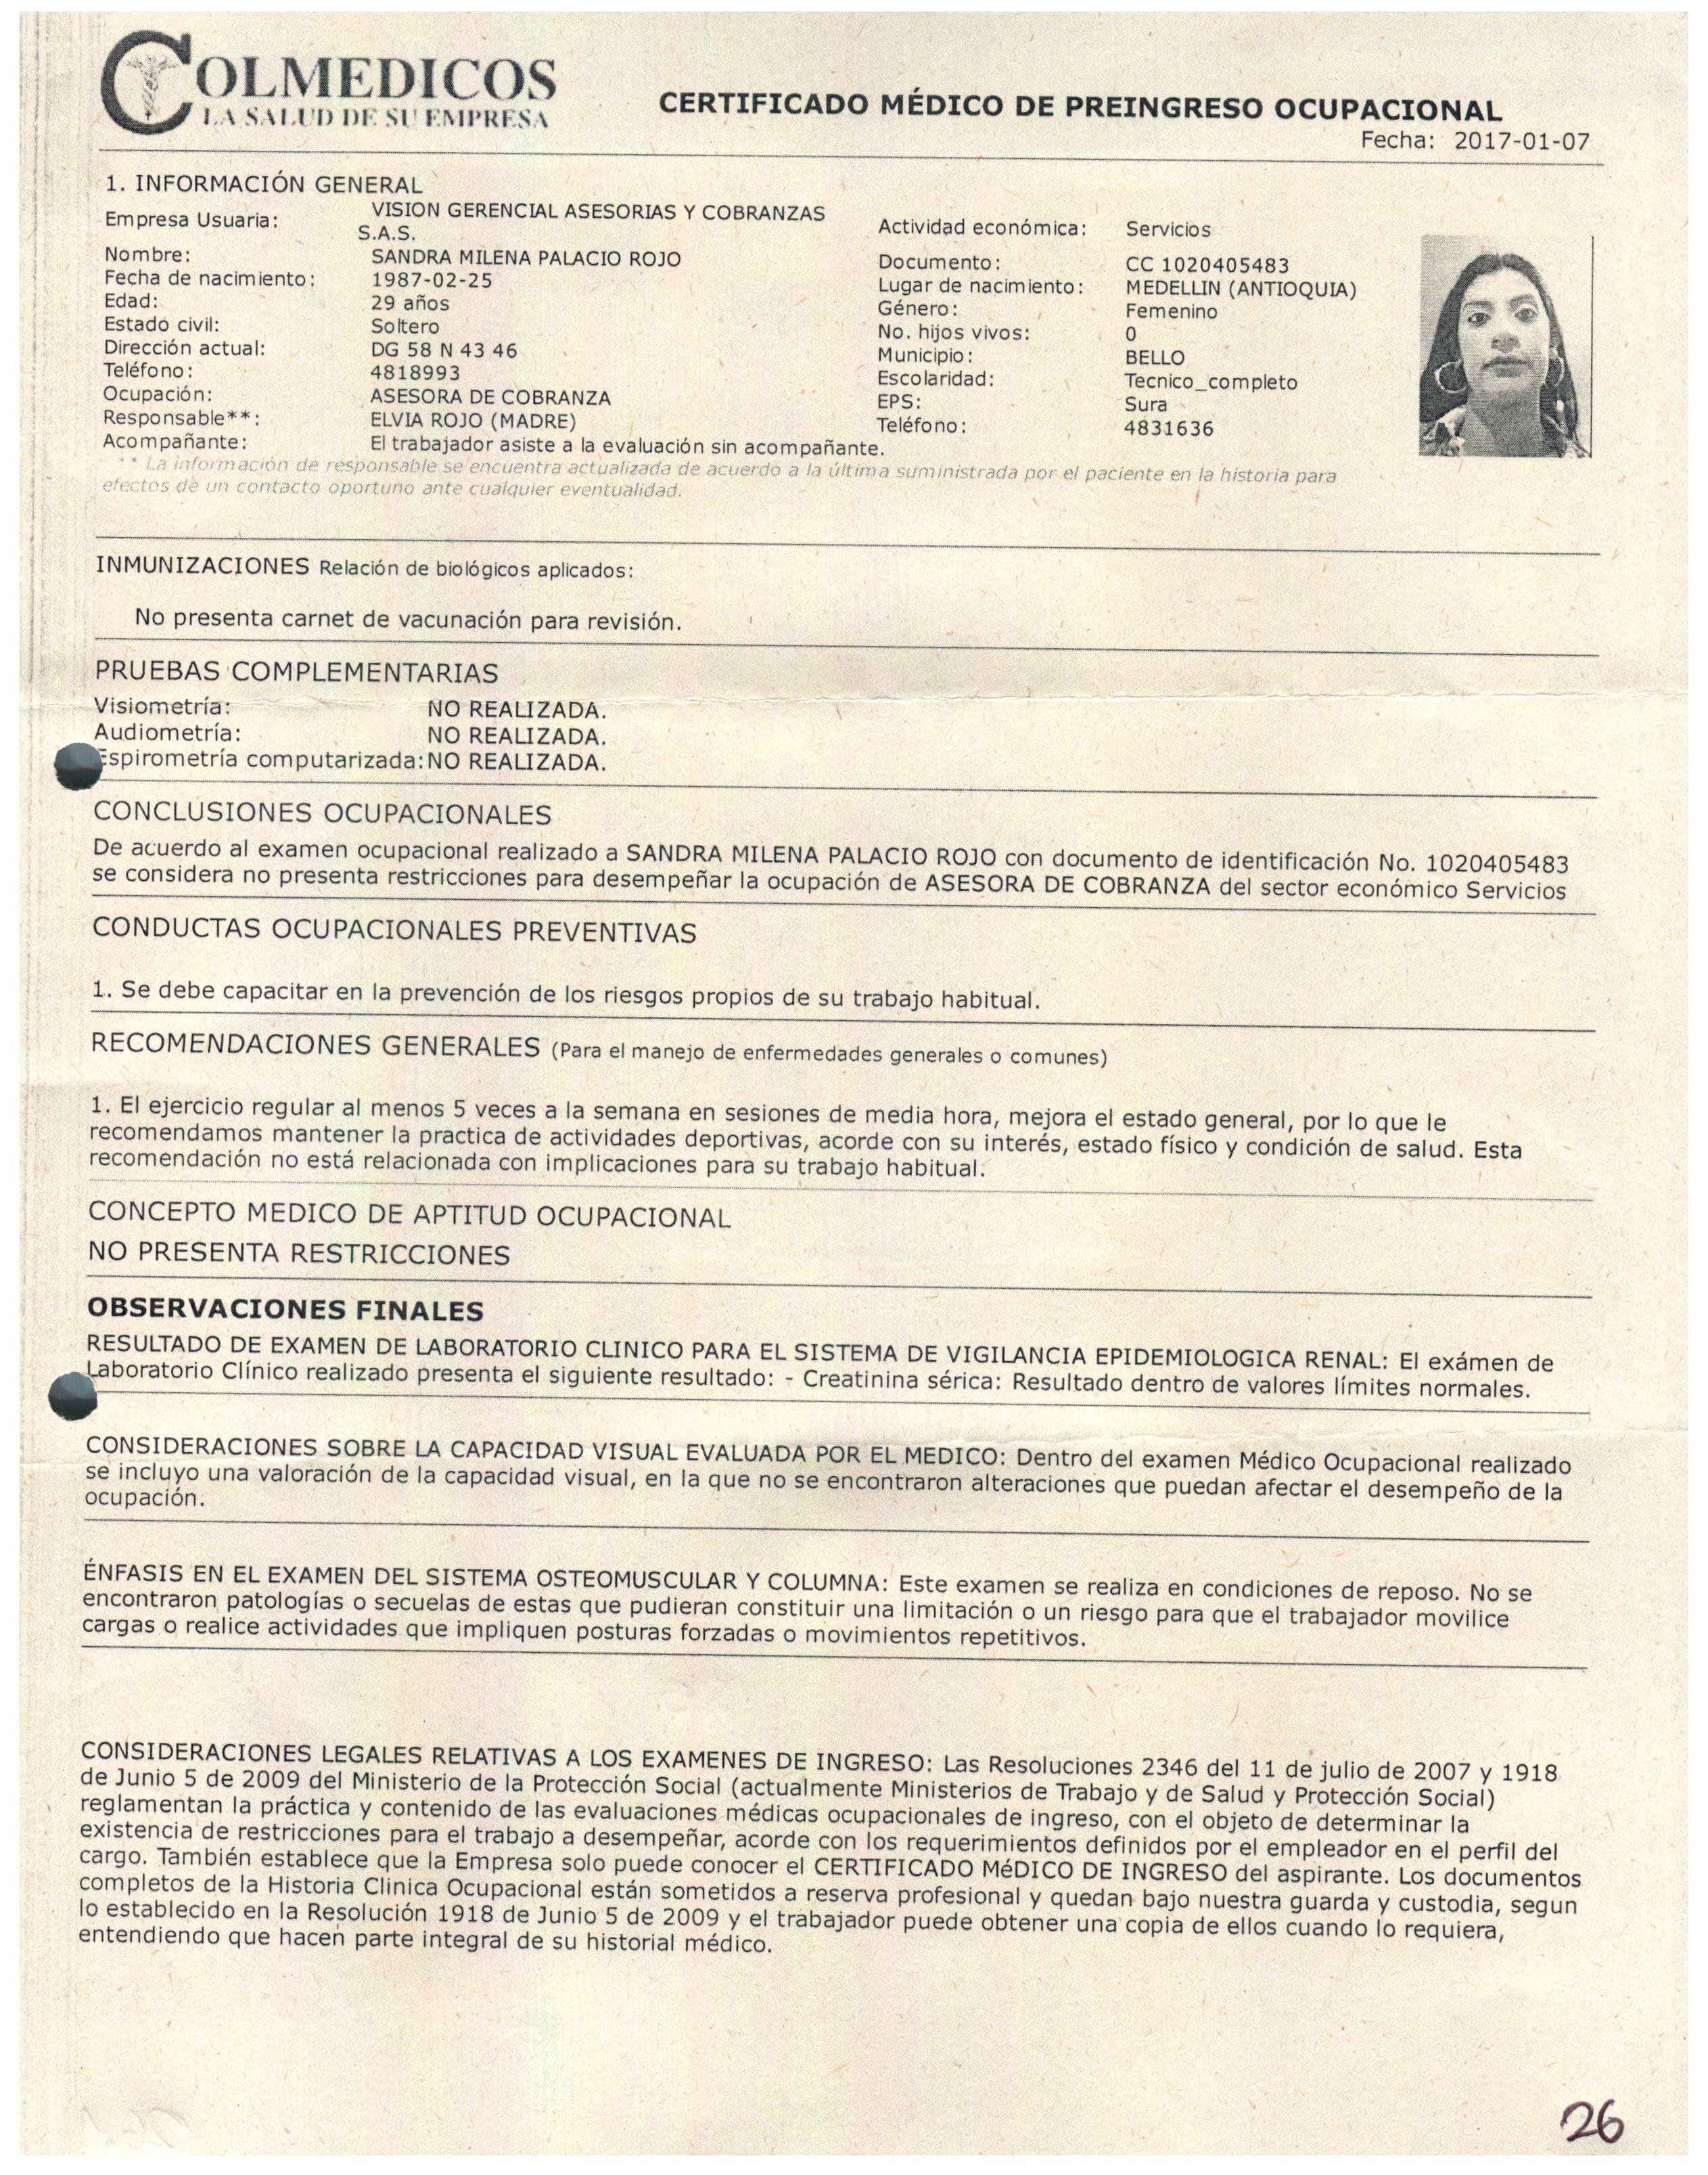 COLMEDICOS
LA SALUD DE SU EMPRESA
CERTIFICADO MÉDICO DE PREINGRESO OCUPACIONAL
Fecha: 2017-01-07
1. INFORMACIÓN GENERAL
Empresa Usuaria: VISION GERENCIAL ASESORIAS Y COBRANZAS S.A.S.
Actividad económica: Servicios
Nombre: SANDRA MILENA PALACIO ROJO
Documento: CC 1020405483
Fecha de nacimiento: 1987-02-25
Lugar de nacimiento: MEDELLIN (ANTIOQUIA)
Edad: 29 años
Género: Femenino
Estado civil: Soltero
No. hijos vivos: 0
Dirección actual: DG 58 N 43 46
Municipio: BELLO
Teléfono: 4818993
Escolaridad: Tecnico_completo
Ocupación: ASESORA DE COBRANZA
EPS: Sura
Responsable**: ELVIA ROJO (MADRE)
Teléfono: 4831636
Acompañante: El trabajador asiste a la evaluación sin acompañante.
** La información de responsable se encuentra actualizada de acuerdo a la última suministrada por el paciente en la historia para
efectos de un contacto oportuno ante cualquier eventualidad.
INMUNIZACIONES Relación de biológicos aplicados:
No presenta carnet de vacunación para revisión.
PRUEBAS COMPLEMENTARIAS
Visiometría: NO REALIZADA.
Audiometría: NO REALIZADA.
Espirometría computarizada: NO REALIZADA.
CONCLUSIONES OCUPACIONALES
De acuerdo al examen ocupacional realizado a SANDRA MILENA PALACIO ROJO con documento de identificación No. 1020405483
se considera no presenta restricciones para desempeñar la ocupación de ASESORA DE COBRANZA del sector económico Servicios
CONDUCTAS OCUPACIONALES PREVENTIVAS
1. Se debe capacitar en la prevención de los riesgos propios de su trabajo habitual.
RECOMENDACIONES GENERALES (Para el manejo de enfermedades generales o comunes)
1. El ejercicio regular al menos 5 veces a la semana en sesiones de media hora, mejora el estado general, por lo que le
recomendamos mantener la practica de actividades deportivas, acorde con su interés, estado físico y condición de salud. Esta
recomendación no está relacionada con implicaciones para su trabajo habitual.
CONCEPTO MEDICO DE APTITUD OCUPACIONAL
NO PRESENTA RESTRICCIONES
OBSERVACIONES FINALES
RESULTADO DE EXAMEN DE LABORATORIO CLINICO PARA EL SISTEMA DE VIGILANCIA EPIDEMIOLOGICA RENAL: El exámen de
Laboratorio Clínico realizado presenta el siguiente resultado: - Creatinina sérica: Resultado dentro de valores límites normales.
CONSIDERACIONES SOBRE LA CAPACIDAD VISUAL EVALUADA POR EL MEDICO: Dentro del examen Médico Ocupacional realizado
se incluyo una valoración de la capacidad visual, en la que no se encontraron alteraciones que puedan afectar el desempeño de la
ocupación.
ÉNFASIS EN EL EXAMEN DEL SISTEMA OSTEOMUSCULAR Y COLUMNA: Este examen se realiza en condiciones de reposo. No se
encontraron patologías o secuelas de estas que pudieran constituir una limitación o un riesgo para que el trabajador movilice
cargas o realice actividades que impliquen posturas forzadas o movimientos repetitivos.
CONSIDERACIONES LEGALES RELATIVAS A LOS EXAMENES DE INGRESO: Las Resoluciones 2346 del 11 de julio de 2007 y 1918
de Junio 5 de 2009 del Ministerio de la Protección Social (actualmente Ministerios de Trabajo y de Salud y Protección Social)
reglamentan la práctica y contenido de las evaluaciones médicas ocupacionales de ingreso, con el objeto de determinar la
existencia de restricciones para el trabajo a desempeñar, acorde con los requerimientos definidos por el empleador en el perfil del
cargo. También establece que la Empresa solo puede conocer el CERTIFICADO MéDICO DE INGRESO del aspirante. Los documentos
completos de la Historia Clinica Ocupacional están sometidos a reserva profesional y quedan bajo nuestra guarda y custodia, segun
lo establecido en la Resolución 1918 de Junio 5 de 2009 y el trabajador puede obtener una copia de ellos cuando lo requiera,
entendiendo que hacen parte integral de su historial médico.
26